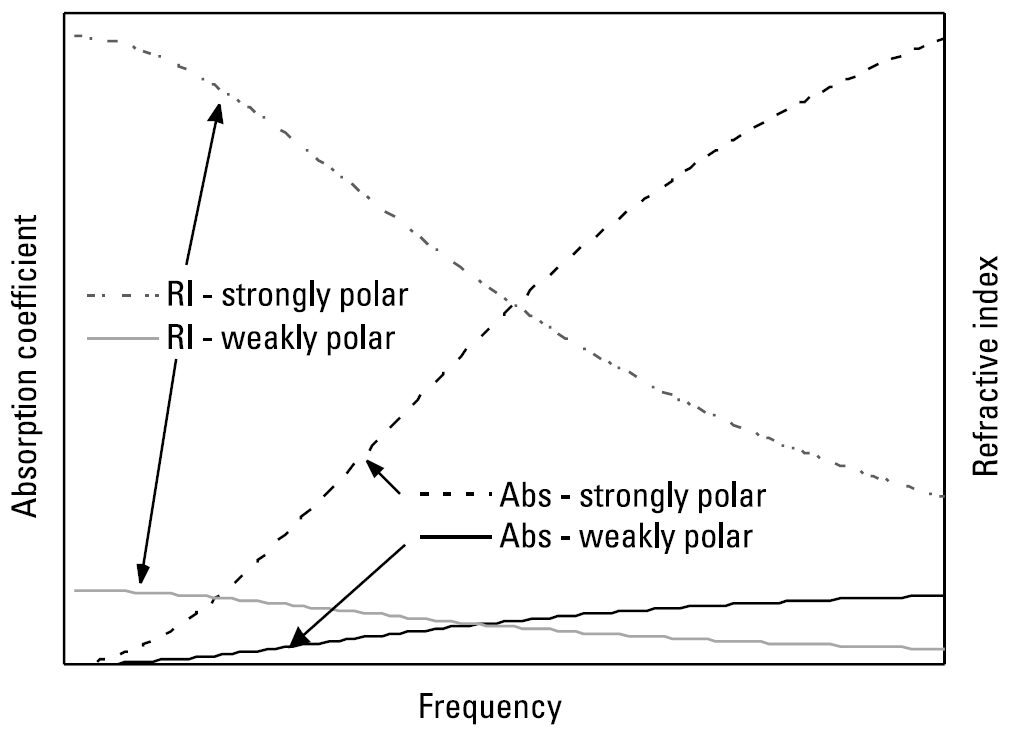 Absorption coefficient
RI - strongly polar
RI - weakly polar
Abs - strongly polar
Abs - weakly polar
Refractive index
Frequency